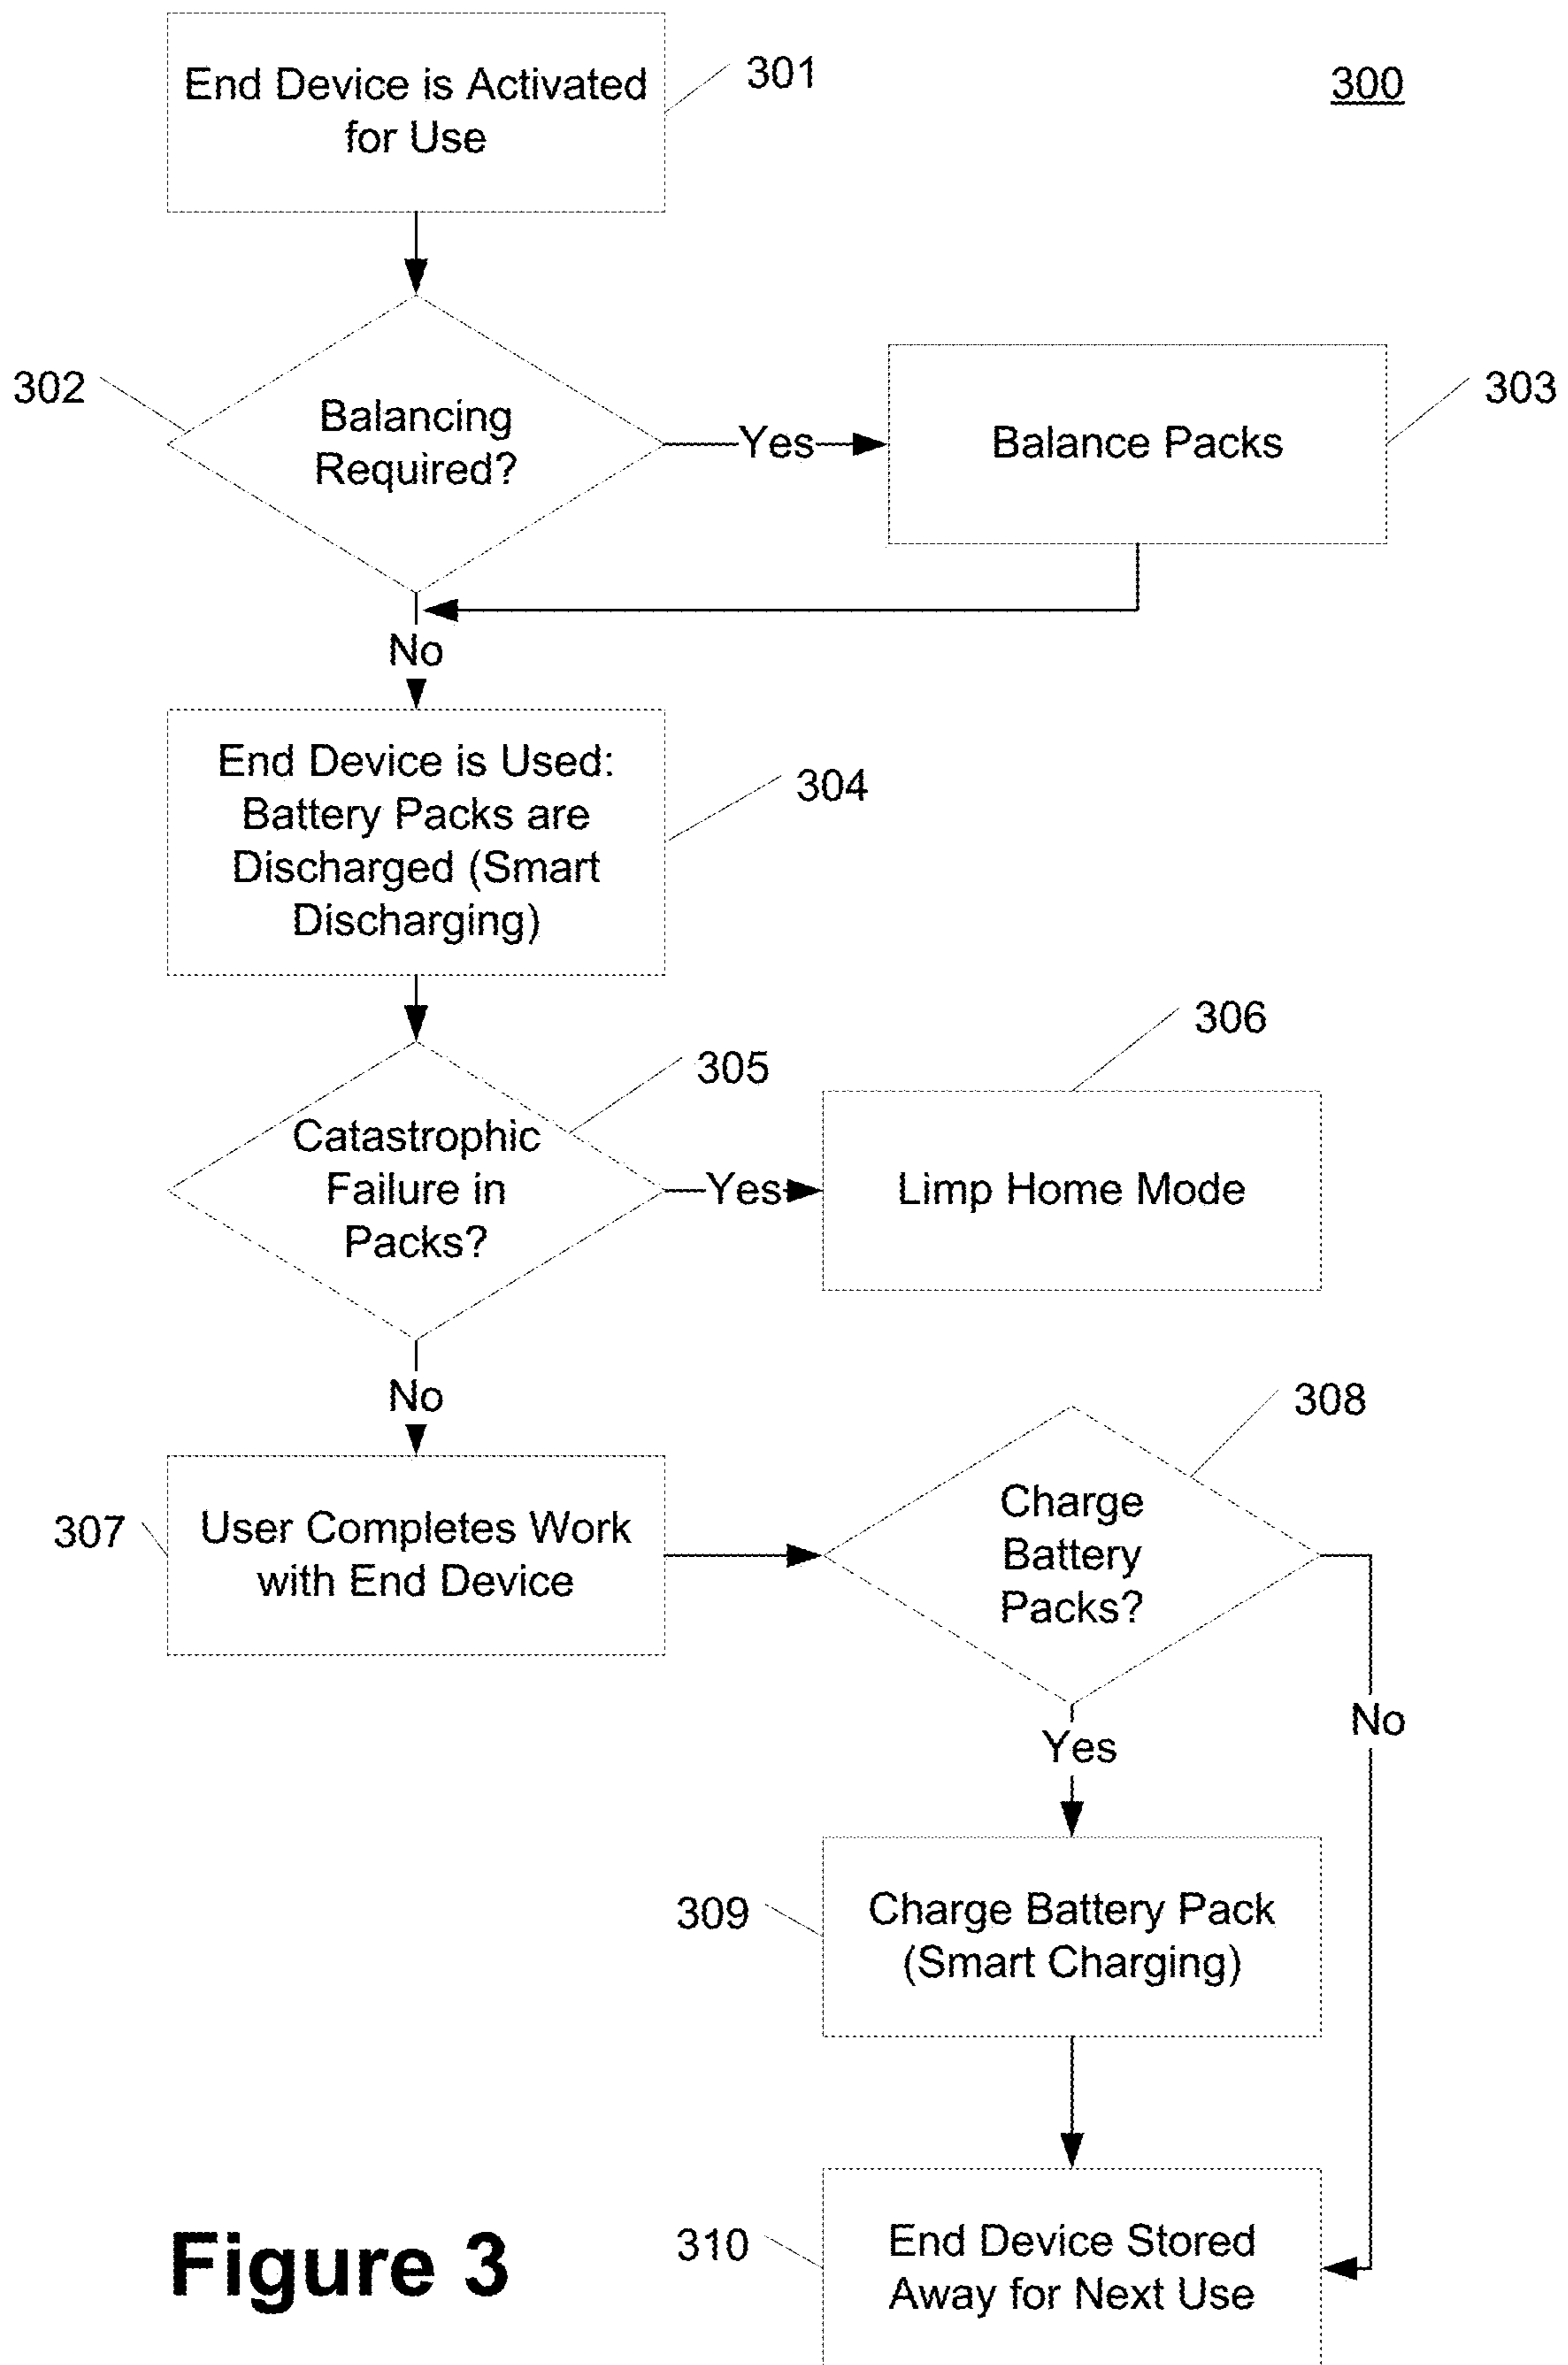 End Device is Activated
for Use
301
300
302
Balancing
Required?
Yes
Balance Packs
303
No
End Device is Used:
Battery Packs are
Discharged (Smart
Discharging)
304
305
306
Catastrophic
Failure in
Packs?
Yes
Limp Home Mode
No
307
User Completes Work
with End Device
308
Charge
Battery
Packs?
Yes
No
309
Charge Battery Pack
(Smart Charging)
310
End Device Stored
Away for Next Use
Figure 3